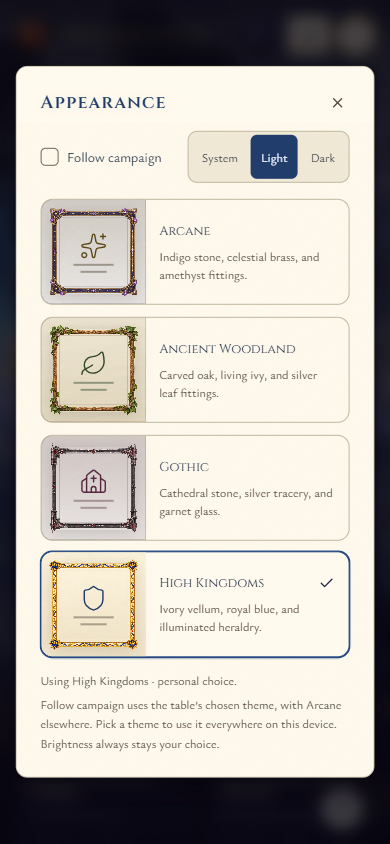 Appearance
Follow campaign
System
Light
Dark
Arcane
Indigo stone, celestial brass, and
amethyst fittings.
Ancient Woodland
Carved oak, living ivy, and silver
leaf fittings.
Gothic
Cathedral stone, silver tracery, and
garnet glass.
High Kingdoms
Ivory vellum, royal blue, and
illuminated heraldry.
Using High Kingdoms · personal choice.
Follow campaign uses the table's chosen theme, with Arcane
elsewhere. Pick a theme to use it everywhere on this device.
Brightness always stays your choice.